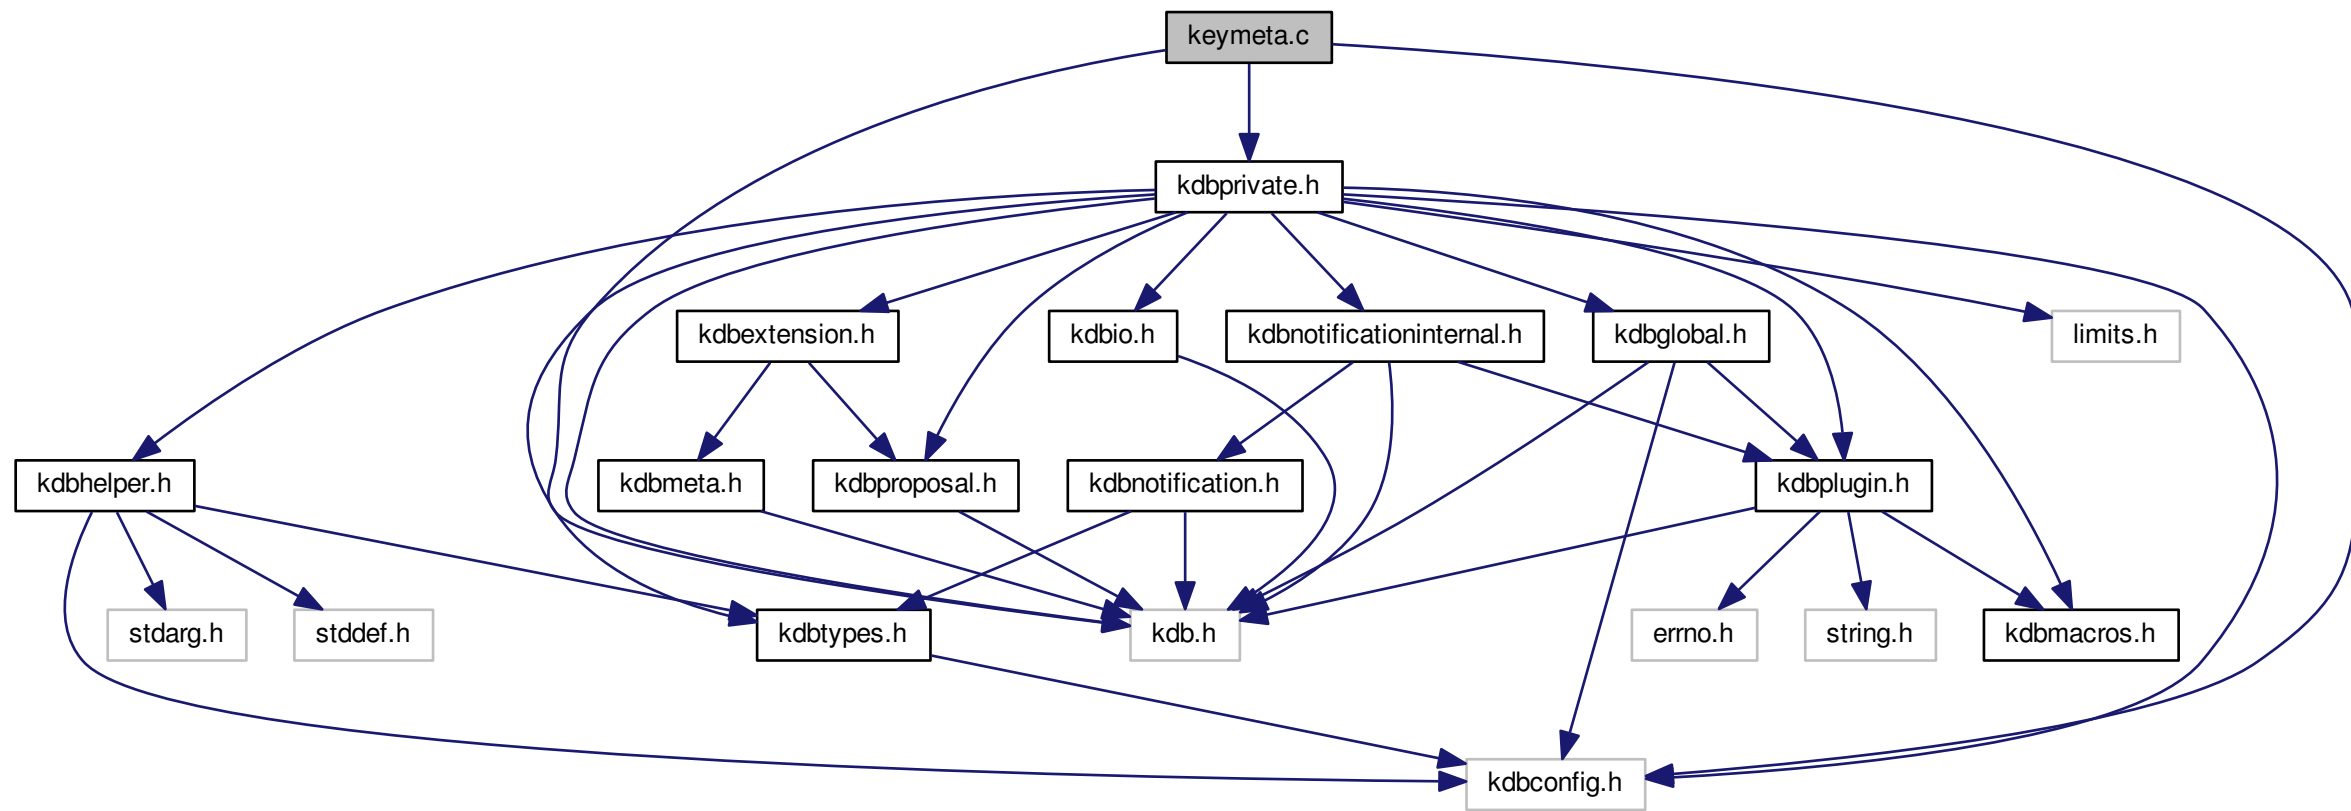 keymeta.c
kdbprivate.h
kdbextension.h
kdbio.h
kdbnotificationinternal.h
kdbglobal.h
limits.h
kdbhelper.h
kdbmeta.h
kdbproposal.h
kdbnotification.h
kdbplugin.h
stdarg.h
stddef.h
kdbtypes.h
kdb.h
errno.h
string.h
kdbmacros.h
kdbconfig.h